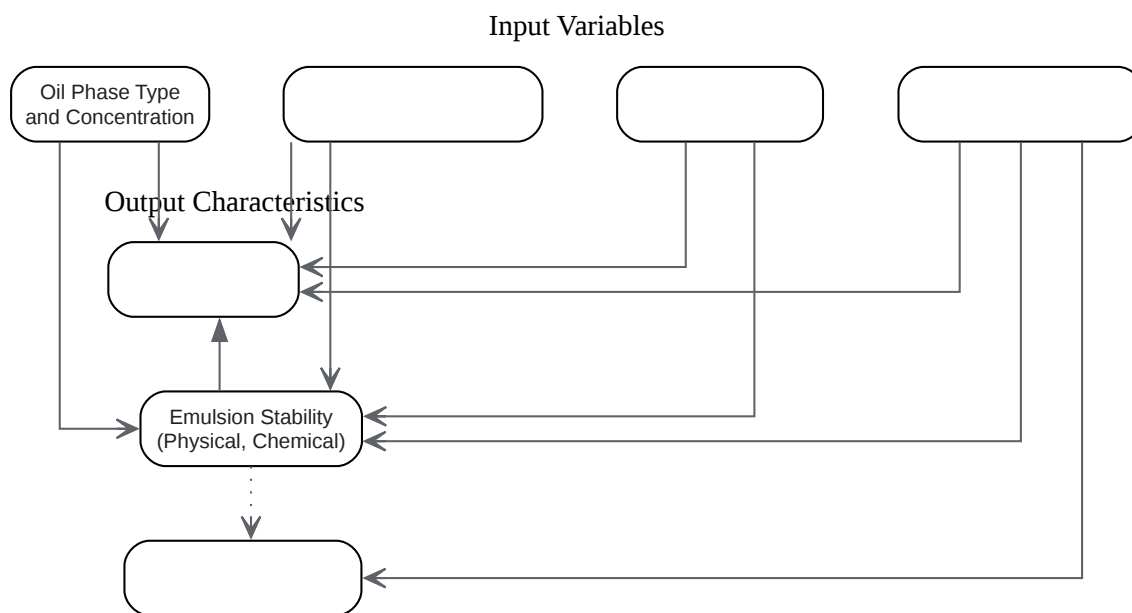 Input Variables
Oil Phase Type
and Concentration
Output Characteristics
Emulsion Stability
(Physical, Chemical)